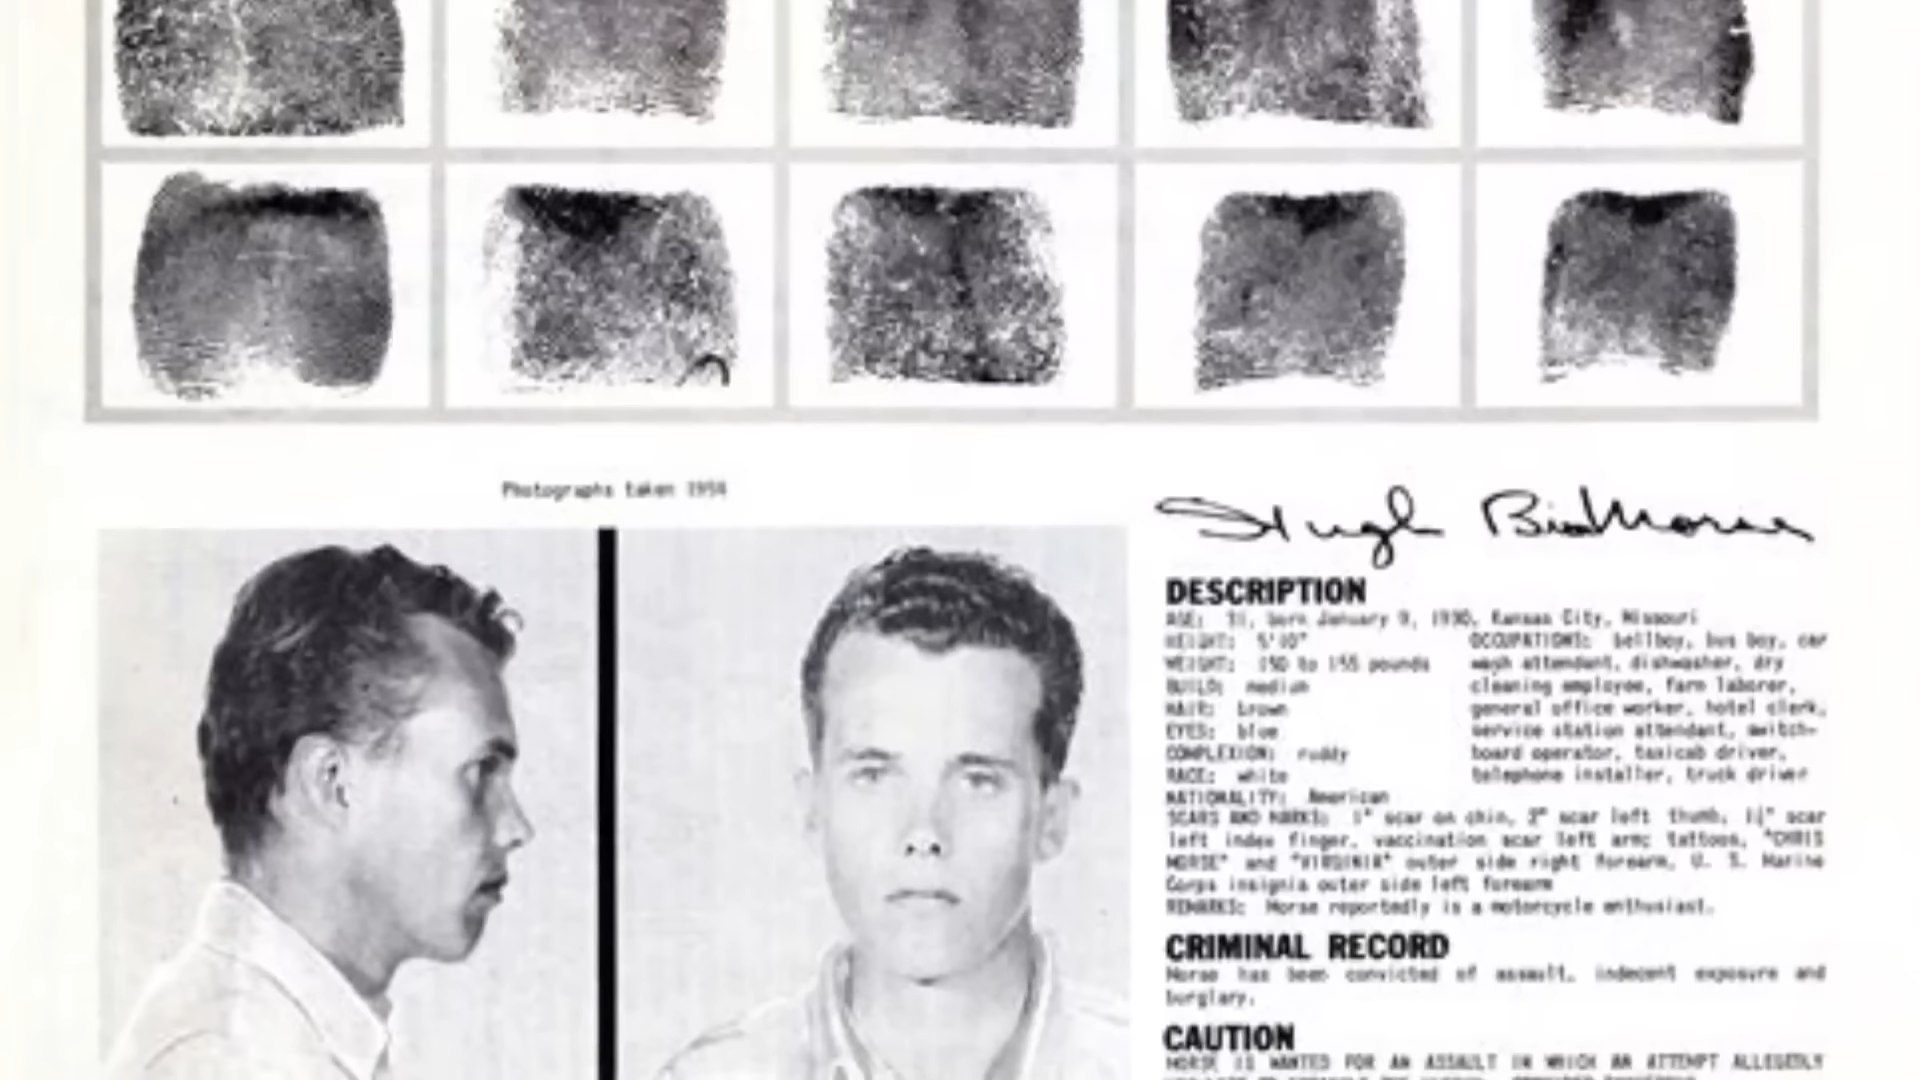 Photographs taken 1954
Hugh Bion Morse
DESCRIPTION
AGE: 31, born January 9, 1930, Kansas City, Missouri
HEIGHT: 5'10"
WEIGHT: 150 to 155 pounds
BUILD: medium
HAIR: brown
EYES: blue
COMPLEXION: ruddy
RACE: white
NATIONALITY: American
OCCUPATIONS: bellboy, bus boy, car
wash attendant, dishwasher, dry
cleaning employee, farm laborer,
general office worker, hotel clerk,
service station attendant, switch-
board operator, taxicab driver,
telephone installer, truck driver
SCARS AND MARKS: 1" scar on chin, 2" scar left thumb, 1½" scar
left index finger, vaccination scar left arm; tattoos, "CHRIS
MORSE" and "VIRGINIA" outer side right forearm, U. S. Marine
Corps insignia outer side left forearm
REMARKS: Morse reportedly is a motorcycle enthusiast.
CRIMINAL RECORD
Morse has been convicted of assault, indecent exposure and
burglary.
CAUTION
MORSE IS WANTED FOR AN ASSAULT IN WHICH AN ATTEMPT ALLEGEDLY